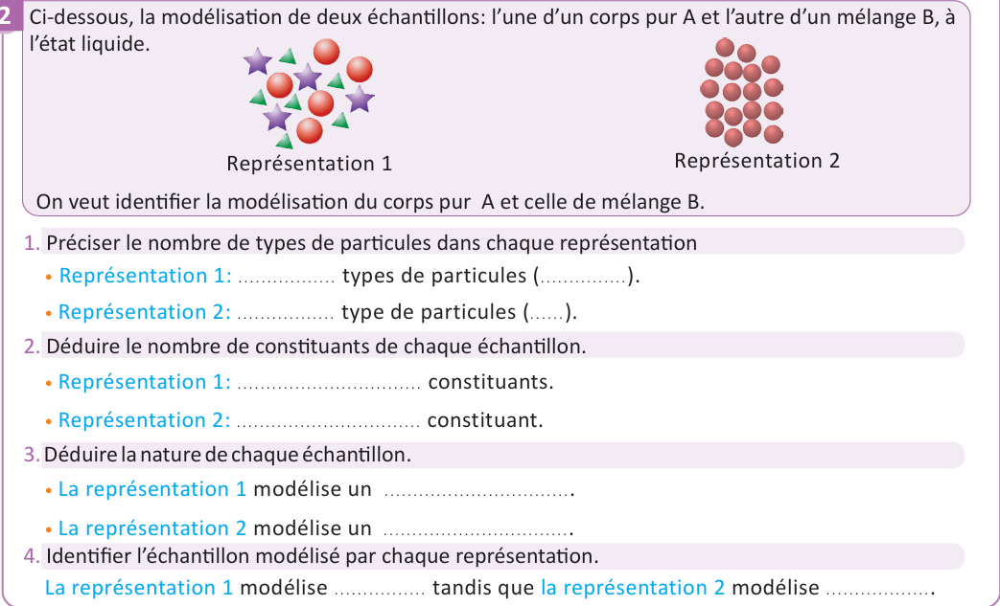 2
Ci-dessous, la modélisation de deux échantillons: l'une d'un corps pur A et l'autre d'un mélange B, à
l'état liquide.
Représentation 1
Représentation 2
On veut identifier la modélisation du corps pur A et celle de mélange B.
1. Préciser le nombre de types de particules dans chaque représentation
• Représentation 1: ................. types de particules (...............).
• Représentation 2: ................. type de particules (......).
2. Déduire le nombre de constituants de chaque échantillon.
• Représentation 1: ................................ constituants.
• Représentation 2: ................................ constituant.
3. Déduire la nature de chaque échantillon.
• La représentation 1 modélise un ................................
• La représentation 2 modélise un ................................
4. Identifier l'échantillon modélisé par chaque représentation.
La représentation 1 modélise ................ tandis que la représentation 2 modélise ...................